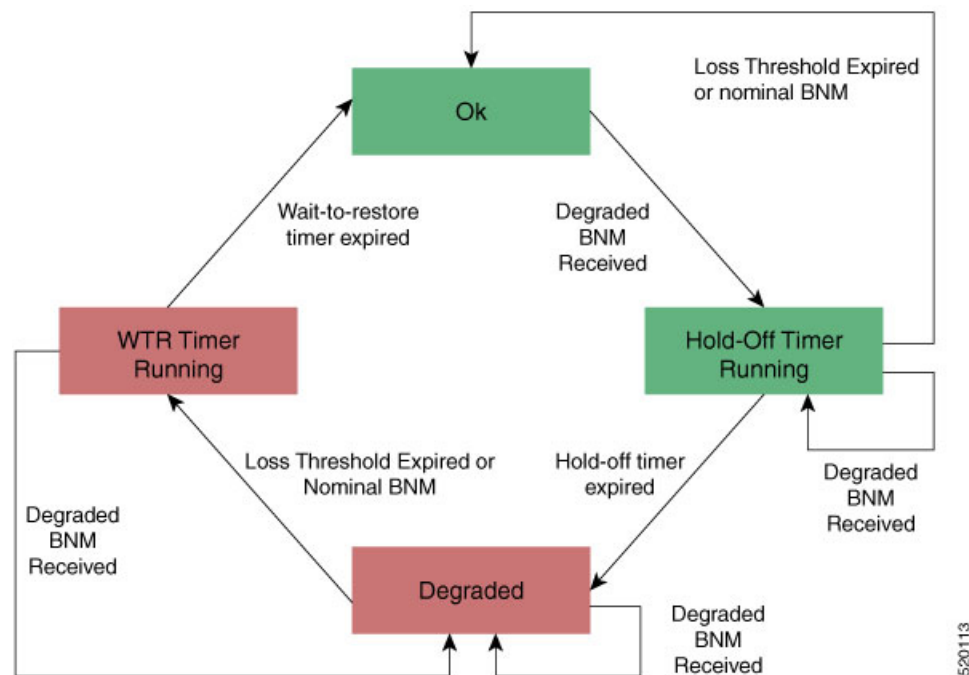 Loss Threshold Expired
or nominal BNM
Ok
Wait-to-restore
timer expired
Degraded
BNM
Received
WTR Timer
Running
Hold-Off Timer
Running
Loss Threshold Expired or
Nominal BNM
Hold-off timer
expired
Degraded
BNM
Received
Degraded
BNM
Received
Degraded
Degraded
BNM
Received
520113